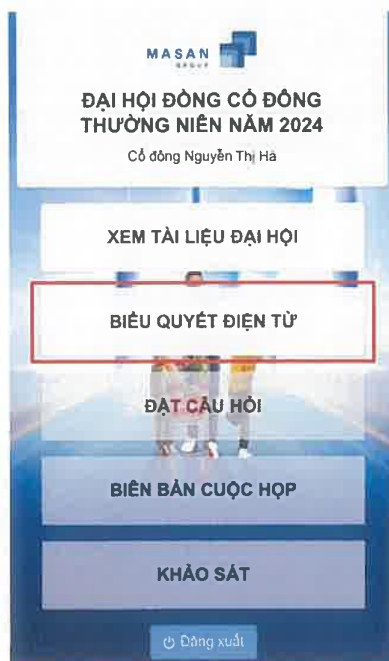 MASAN
GROUP
ĐẠI HỘI ĐỒNG CỔ ĐÔNG
THƯỜNG NIÊN NĂM 2024
Cổ đông Nguyễn Thị Hà
XEM TÀI LIỆU ĐẠI HỘI
BIỂU QUYẾT ĐIỆN TỬ
ĐẶT CÂU HỎI
BIÊN BẢN CUỘC HỌP
KHẢO SÁT
Đăng xuất